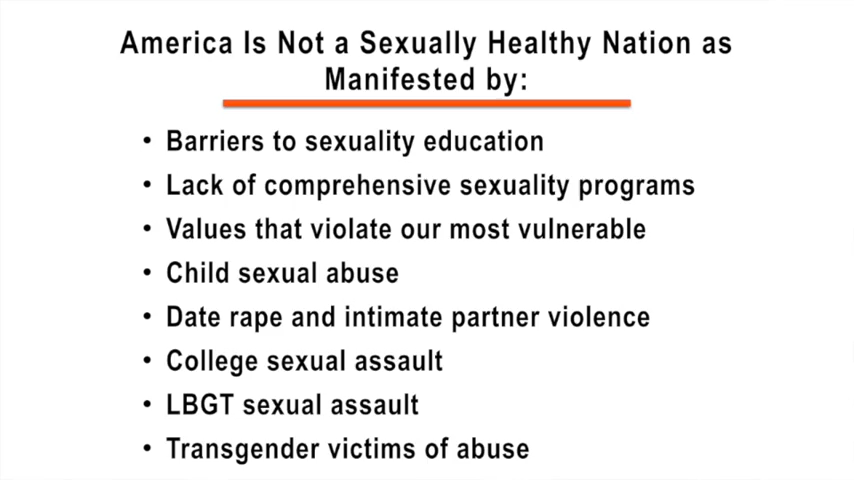 America Is Not a Sexually Healthy Nation as
Manifested by:
• Barriers to sexuality education
• Lack of comprehensive sexuality programs
• Values that violate our most vulnerable
• Child sexual abuse
• Date rape and intimate partner violence
• College sexual assault
• LBGT sexual assault
• Transgender victims of abuse